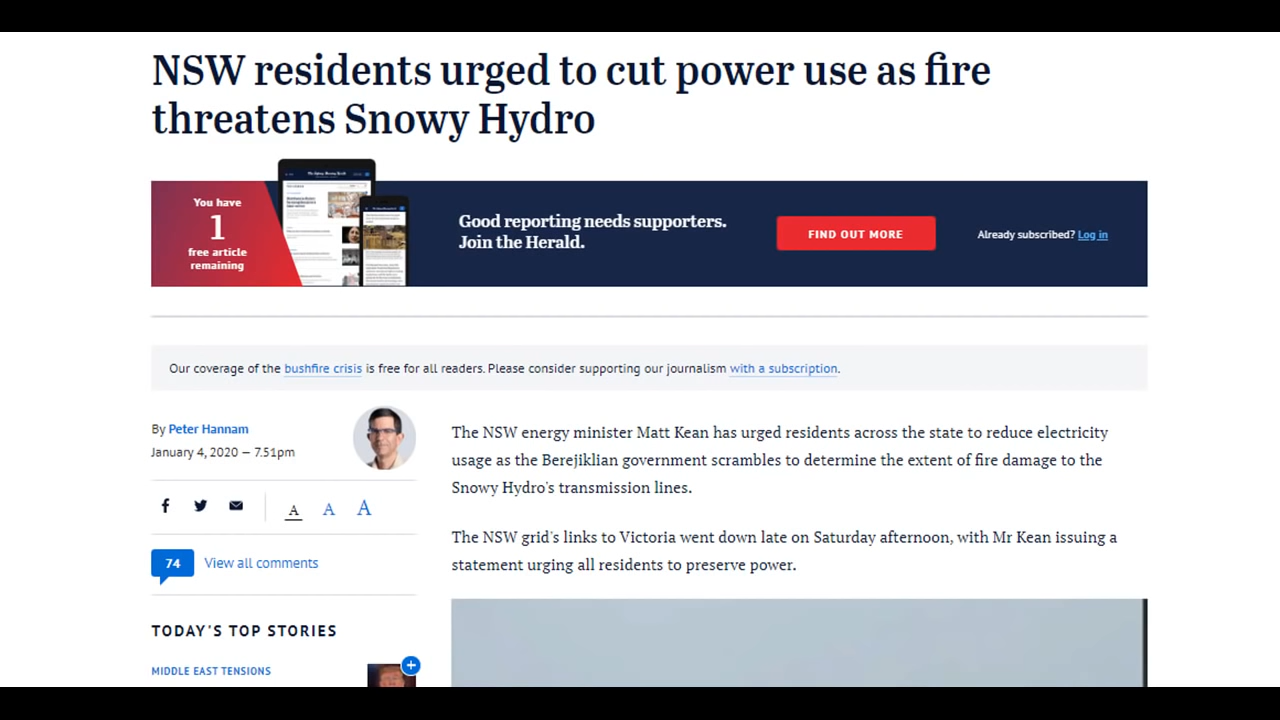 NSW residents urged to cut power use as fire
threatens Snowy Hydro
You have
1
free article
remaining
The Sydney Morning Herald
Good reporting needs supporters.
Join the Herald.
FIND OUT MORE
Already subscribed? Log in
Our coverage of the bushfire crisis is free for all readers. Please consider supporting our journalism with a subscription.
By Peter Hannam
January 4, 2020 — 7.51pm
A A A
74 View all comments
TODAY'S TOP STORIES
MIDDLE EAST TENSIONS
The NSW energy minister Matt Kean has urged residents across the state to reduce electricity
usage as the Berejiklian government scrambles to determine the extent of fire damage to the
Snowy Hydro's transmission lines.
The NSW grid's links to Victoria went down late on Saturday afternoon, with Mr Kean issuing a
statement urging all residents to preserve power.